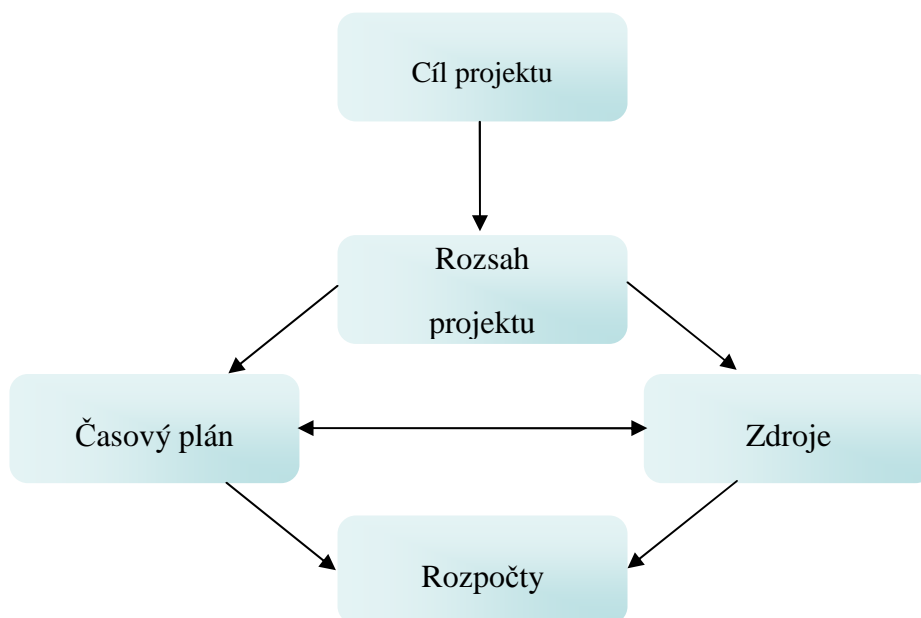 Cíl projektu
Rozsah
projektu
Časový plán
Zdroje
Rozpočty